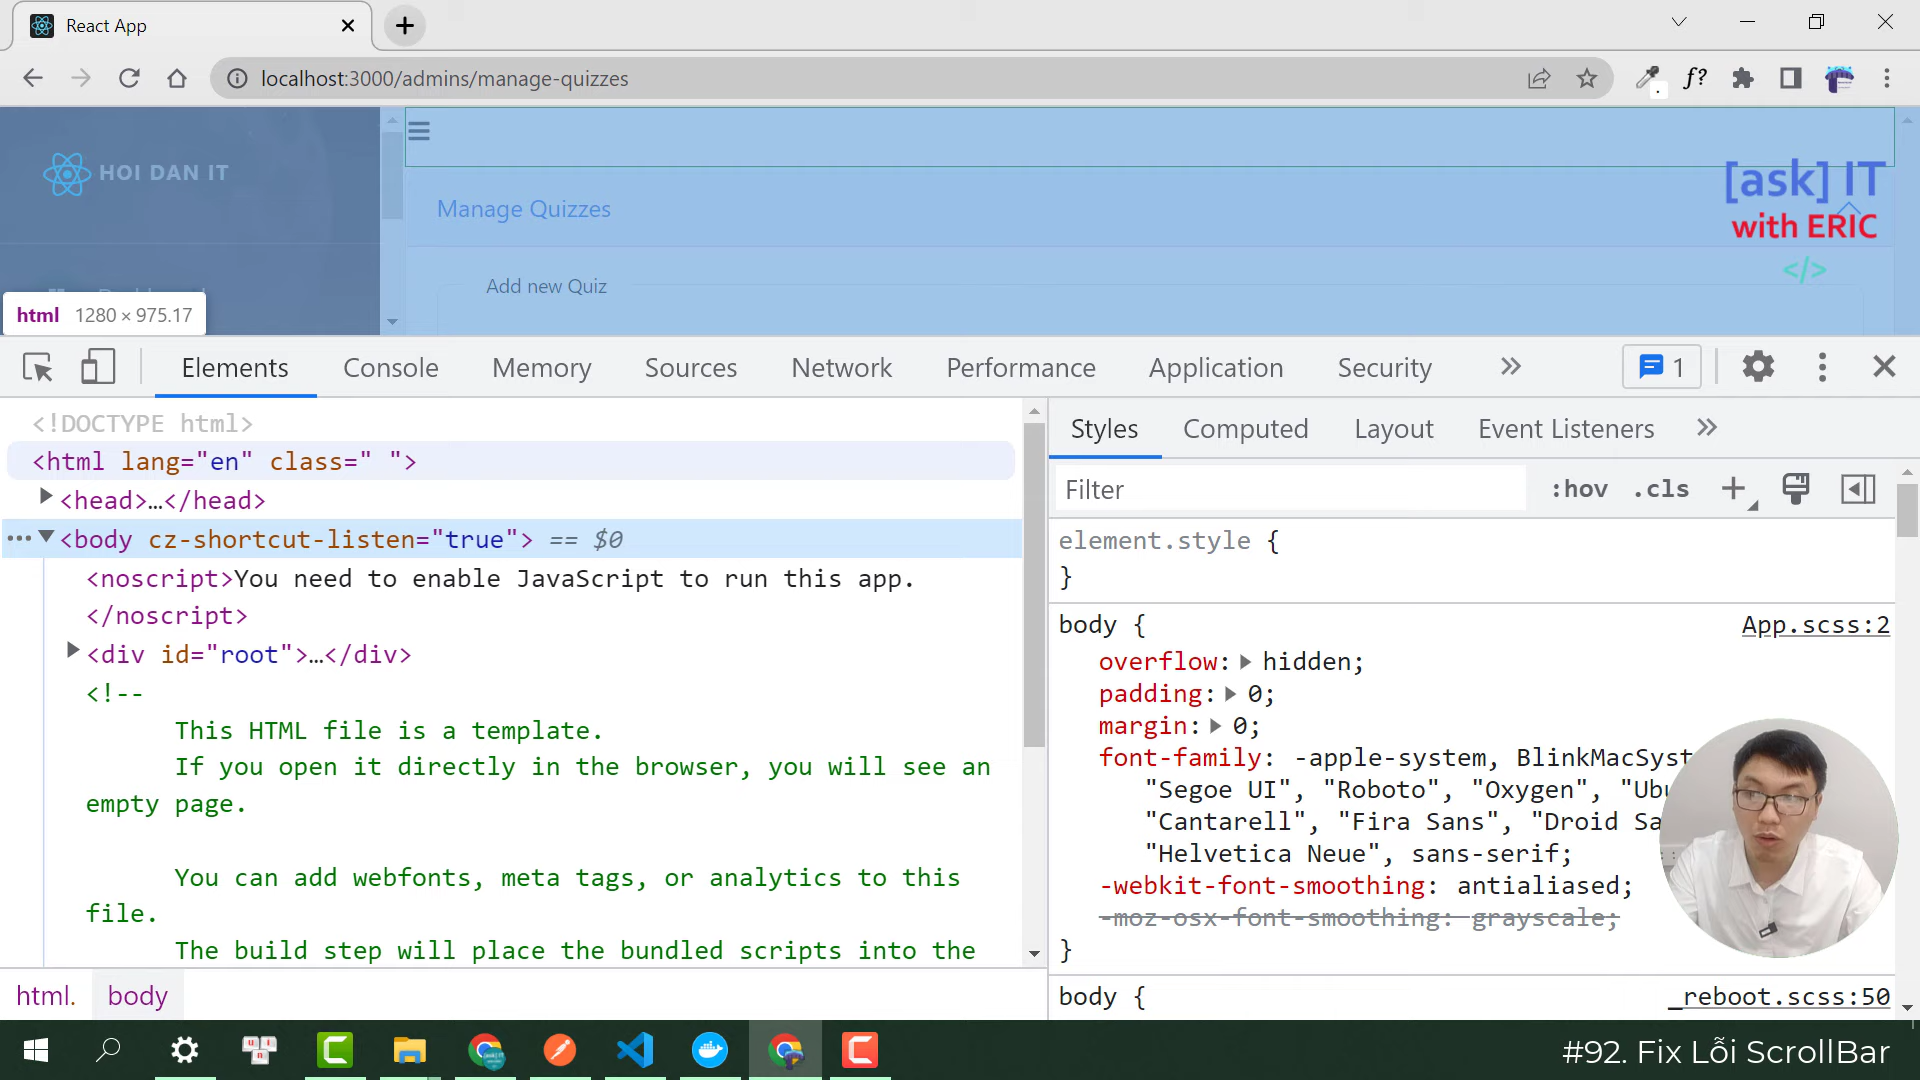 React App
localhost:3000/admins/manage-quizzes
f?
HOI DAN IT
Manage Quizzes
[ask] IT
with ERIC
</>
Add new Quiz
html 1280 × 975.17
Elements Console Memory Sources Network Performance Application Security 1
<!DOCTYPE html>
<html lang="en" class=" ">
<head>…</head>
<body cz-shortcut-listen="true"> == $0
<noscript>You need to enable JavaScript to run this app.
</noscript>
<div id="root">…</div>
<!--
This HTML file is a template.
If you open it directly in the browser, you will see an
empty page.
You can add webfonts, meta tags, or analytics to this
file.
The build step will place the bundled scripts into the
html. body
Styles Computed Layout Event Listeners
Filter :hov .cls
element.style {
}
body { App.scss:2
overflow: hidden;
padding: 0;
margin: 0;
font-family: -apple-system, BlinkMacSyst
"Segoe UI", "Roboto", "Oxygen", "Ubu
"Cantarell", "Fira Sans", "Droid Sa
"Helvetica Neue", sans-serif;
-webkit-font-smoothing: antialiased;
-moz-osx-font-smoothing: grayscale;
}
body { _reboot.scss:50
#92. Fix Lỗi ScrollBar